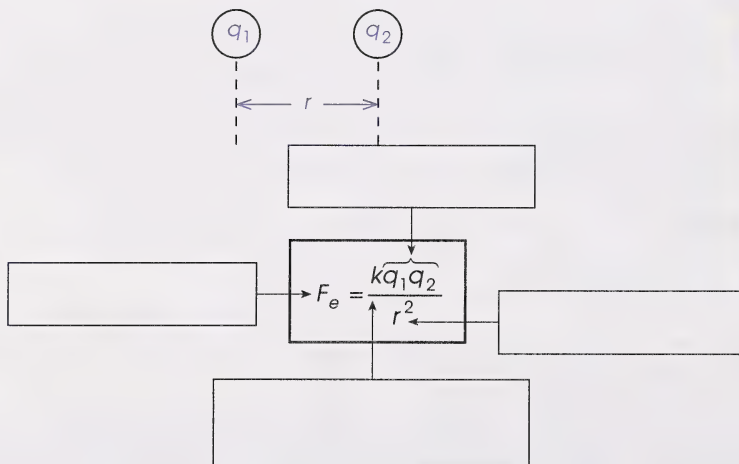 q₁ q₂
r
Fₑ = kq₁q₂ / r²